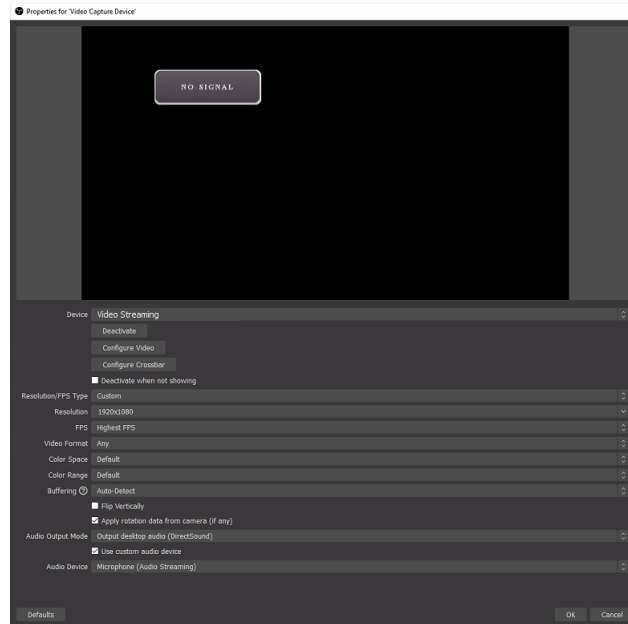 Properties for 'Video Capture Device'
NO SIGNAL
Device Video Streaming
Deactivate
Configure Video
Configure Crossbar
Deactivate when not showing
Resolution/FPS Type Custom
Resolution 1920x1080
FPS Highest FPS
Video Format Any
Color Space Default
Color Range Default
Buffering ? Auto-Detect
Flip Vertically
Apply rotation data from camera (if any)
Audio Output Mode Output desktop audio (DirectSound)
Use custom audio device
Audio Device Microphone (Audio Streaming)
Defaults OK Cancel